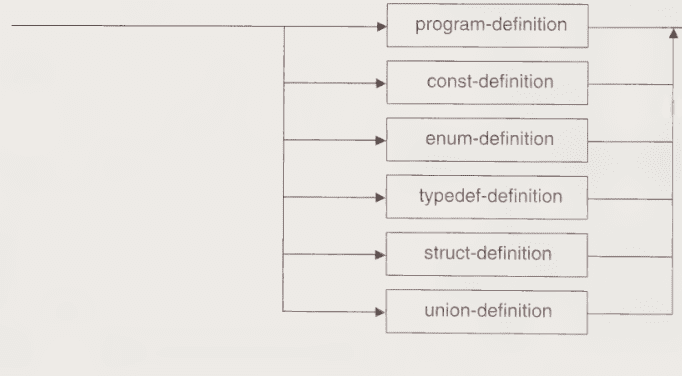 program-definition
const-definition
enum-definition
typedef-definition
struct-definition
union-definition